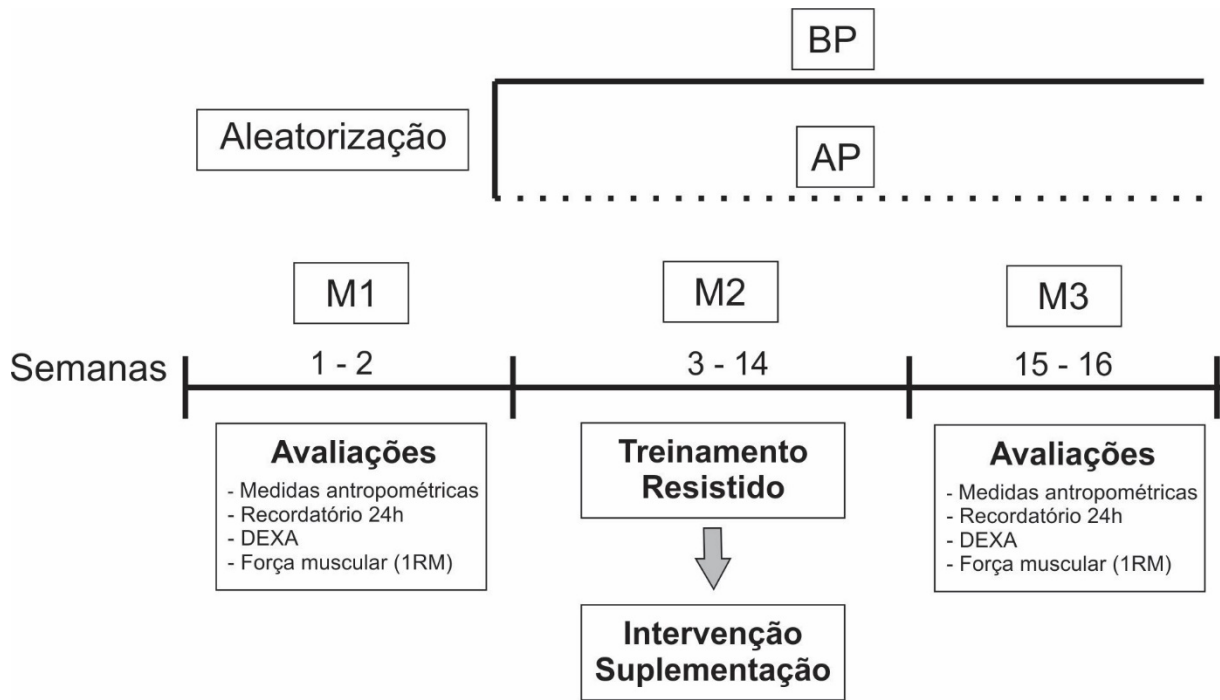 BP
Aleatorização
AP
M1
M2
M3
Semanas
1 - 2
3 - 14
15 - 16
Avaliações
- Medidas antropométricas
- Recordatório 24h
- DEXA
- Força muscular (1RM)
Treinamento
Resistido
Intervenção
Suplementação
Avaliações
- Medidas antropométricas
- Recordatório 24h
- DEXA
- Força muscular (1RM)